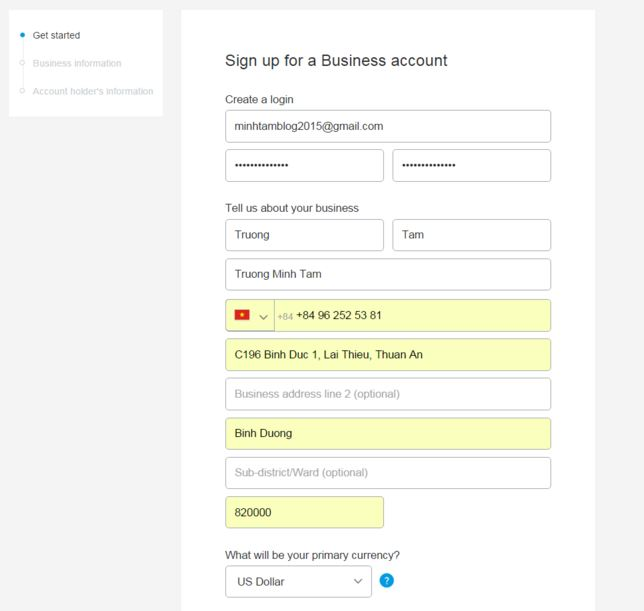 Get started
Business information
Account holder's information
Sign up for a Business account
Create a login
minhtamblog2015@gmail.com
•••••••••••••• ••••••••••••••
Tell us about your business
Truong Tam
Truong Minh Tam
+84 +84 96 252 53 81
C196 Binh Duc 1, Lai Thieu, Thuan An
Business address line 2 (optional)
Binh Duong
Sub-district/Ward (optional)
820000
What will be your primary currency?
US Dollar ?